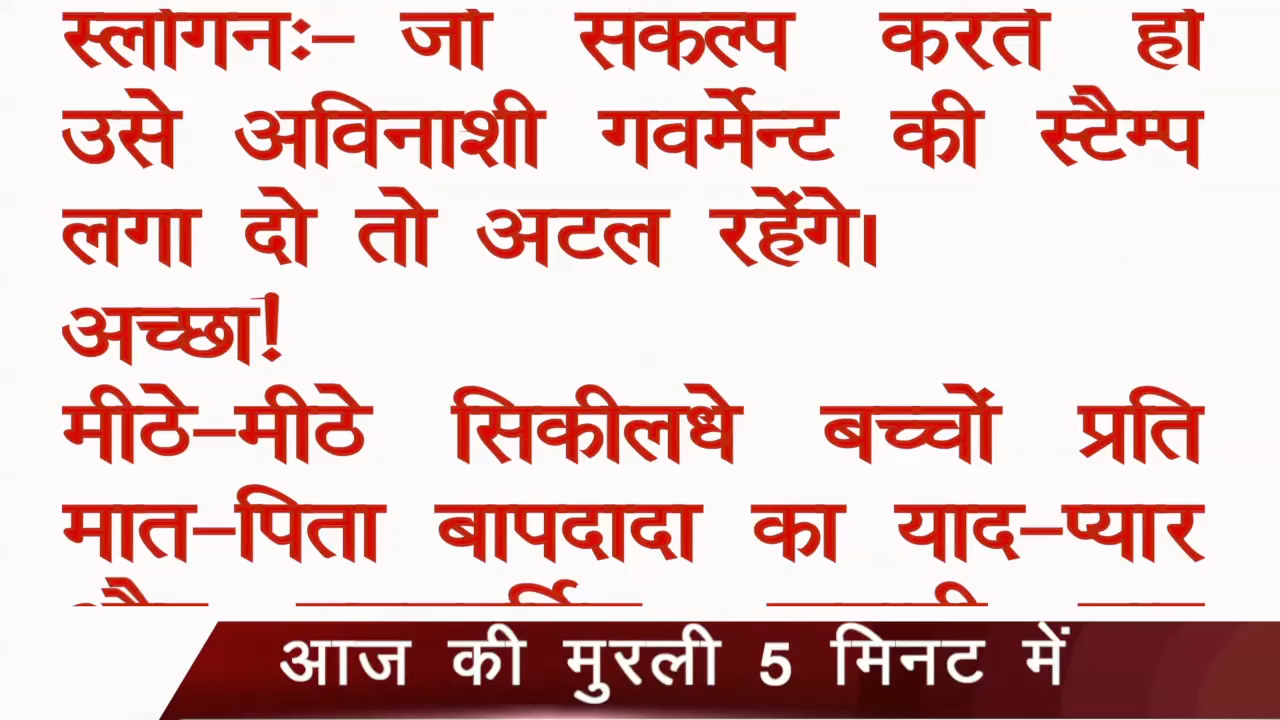 स्लोगनः– जो संकल्प करते हो
उसे अविनाशी गवर्मेन्ट की स्टैम्प
लगा दो तो अटल रहेंगे।
अच्छा!
मीठे–मीठे सिकीलधे बच्चों प्रति
मात–पिता बापदादा का याद–प्यार
आज की मुरली 5 मिनट में